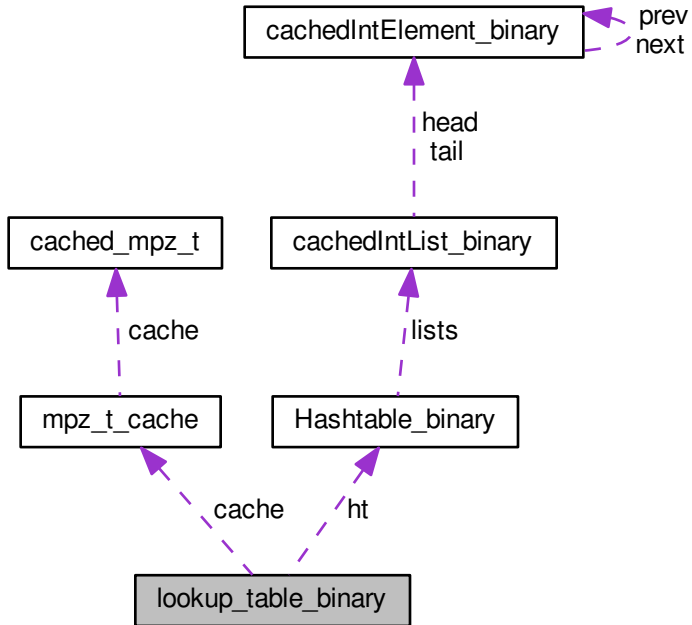 cachedIntElement_binary
prev
next
head
tail
cached_mpz_t
cachedIntList_binary
cache
lists
mpz_t_cache
Hashtable_binary
cache
ht
lookup_table_binary